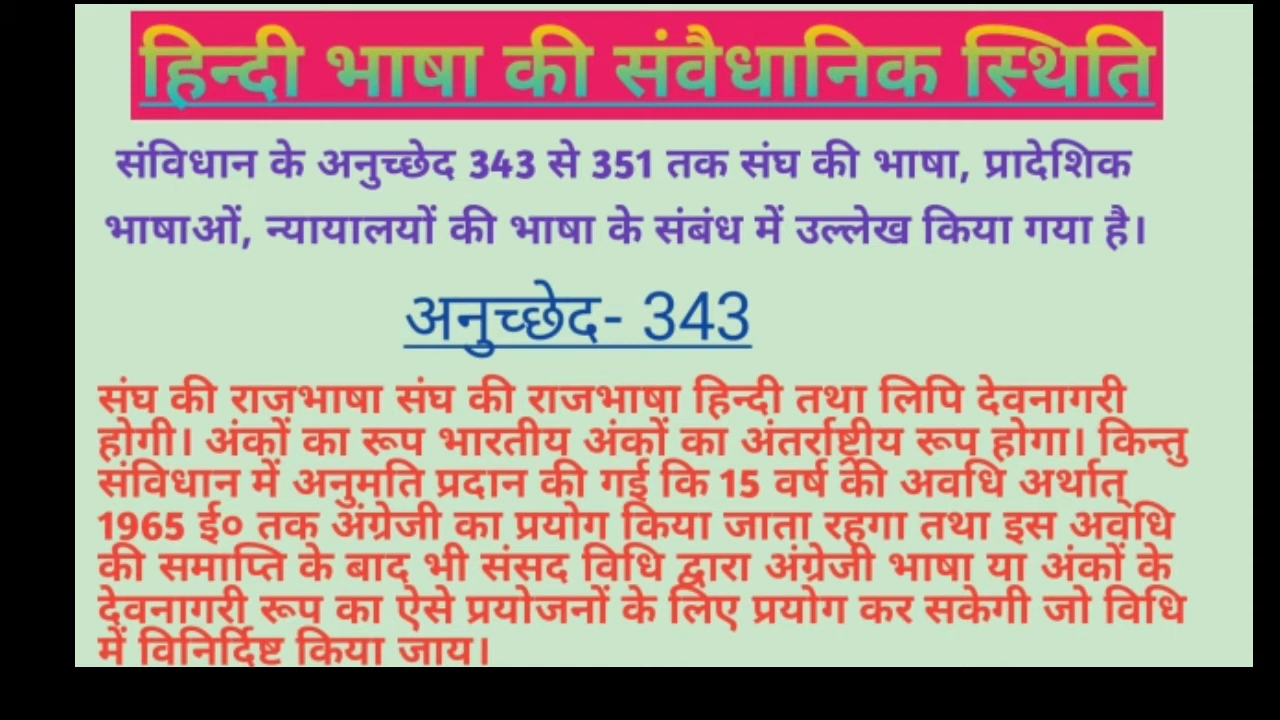 हिन्दी भाषा की संवैधानिक स्थिति
संविधान के अनुच्छेद 343 से 351 तक संघ की भाषा, प्रादेशिक
भाषाओं, न्यायालयों की भाषा के संबंध में उल्लेख किया गया है।
अनुच्छेद- 343
संघ की राजभाषा संघ की राजभाषा हिन्दी तथा लिपि देवनागरी
होगी। अंकों का रूप भारतीय अंकों का अंतर्राष्ट्रीय रूप होगा। किन्तु
संविधान में अनुमति प्रदान की गई कि 15 वर्ष की अवधि अर्थात्
1965 ई० तक अंग्रेजी का प्रयोग किया जाता रहेगा तथा इस अवधि
की समाप्ति के बाद भी संसद विधि द्वारा अंग्रेजी भाषा या अंकों के
देवनागरी रूप का ऐसे प्रयोजनों के लिए प्रयोग कर सकेगी जो विधि
में विनिर्दिष्ट किया जाय।